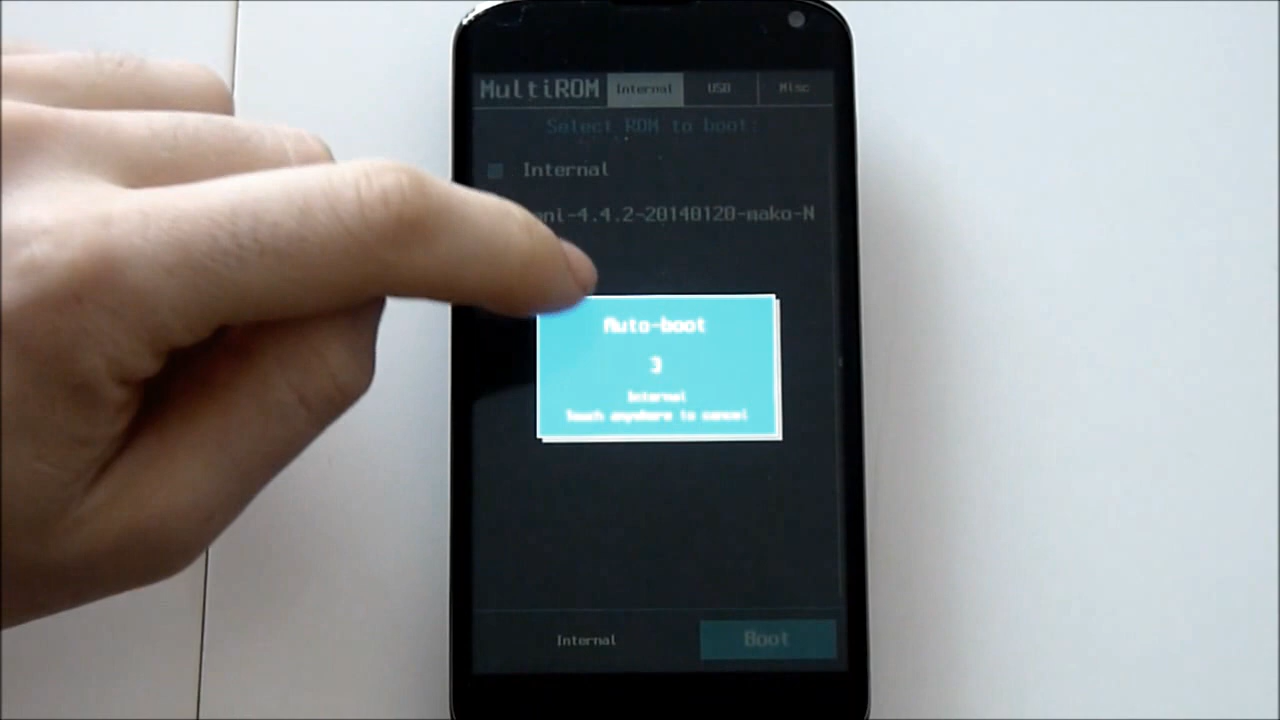 MultiROM Internal USB Misc
Select ROM to boot:
Internal
ni-4.4.2-20140120-mako-N
Auto-boot
3
Internal
Touch anywhere to cancel
Internal Boot